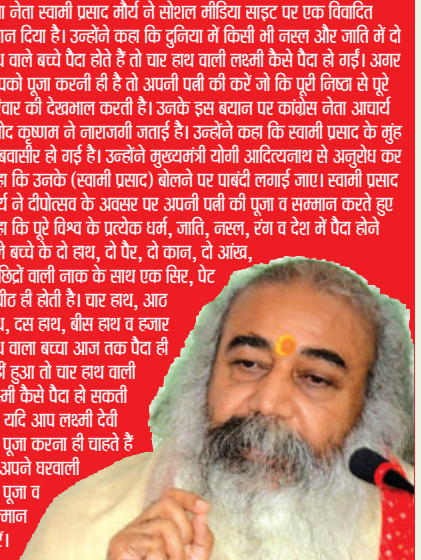 नेता स्वामी प्रसाद मौर्य ने सोशल मीडिया साइट पर एक विवादित
दिया है। उन्होंने कहा कि दुनिया में किसी भी नस्ल और जाति में दो
वाले बच्चे पैदा होते हैं तो चार हाथ वाली लक्ष्मी कैसे पैदा हो गईं। अगर
पूजा करनी ही है तो अपनी पत्नी की करें जो कि पूरी निष्ठा से पूरे
की देखभाल करती है। उनके इस बयान पर कांग्रेस नेता आचार्य
कृष्णम ने नाराजगी जताई है। उन्होंने कहा कि स्वामी प्रसाद के मुंह
बवासीर हो गई है। उन्होंने मुख्यमंत्री योगी आदित्यनाथ से अनुरोध कर
कि उनके (स्वामी प्रसाद) बोलने पर पाबंदी लगाई जाए। स्वामी प्रसाद
ने दीपोत्सव के अवसर पर अपनी पत्नी की पूजा व सम्मान करते हुए
कि पूरे विश्व के प्रत्येक धर्म, जाति, नस्ल, रंग व देश में पैदा होने
बच्चे के दो हाथ, दो पैर, दो कान, दो आंख,
छिद्रों वाली नाक के साथ एक सिर, पेट
पीठ ही होती है। चार हाथ, आठ
दस हाथ, बीस हाथ व हजार
वाला बच्चा आज तक पैदा ही
हुआ तो चार हाथ वाली
कैसे पैदा हो सकती
यदि आप लक्ष्मी देवी
पूजा करना ही चाहते हैं
अपने घरवाली
पूजा व